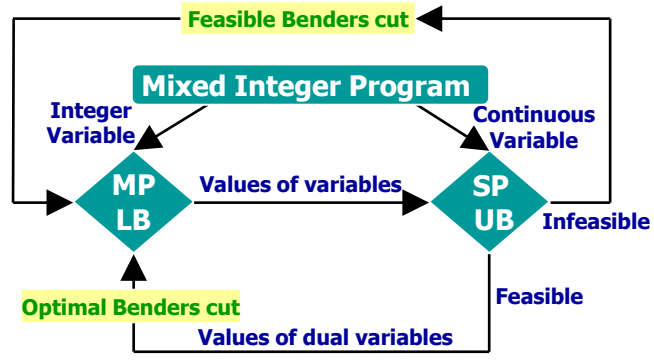 Feasible Benders cut
Mixed Integer Program
Integer
Variable
Continuous
Variable
MP
LB
Values of variables
SP
UB
Infeasible
Feasible
Optimal Benders cut
Values of dual variables